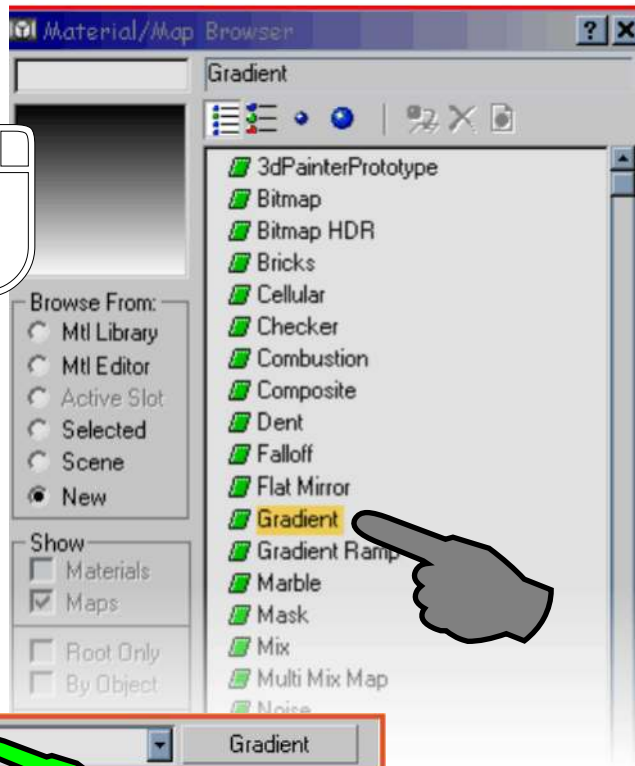 Material/Map Browser
Gradient
3dPainterPrototype
Bitmap
Bitmap HDR
Bricks
Cellular
Checker
Combustion
Composite
Dent
Falloff
Flat Mirror
Gradient
Gradient Ramp
Marble
Mask
Mix
Multi Mix Map
Noise
Browse From:
Mtl Library
Mtl Editor
Active Slot
Selected
Scene
New
Show
Materials
Maps
Root Only
By Object
Gradient